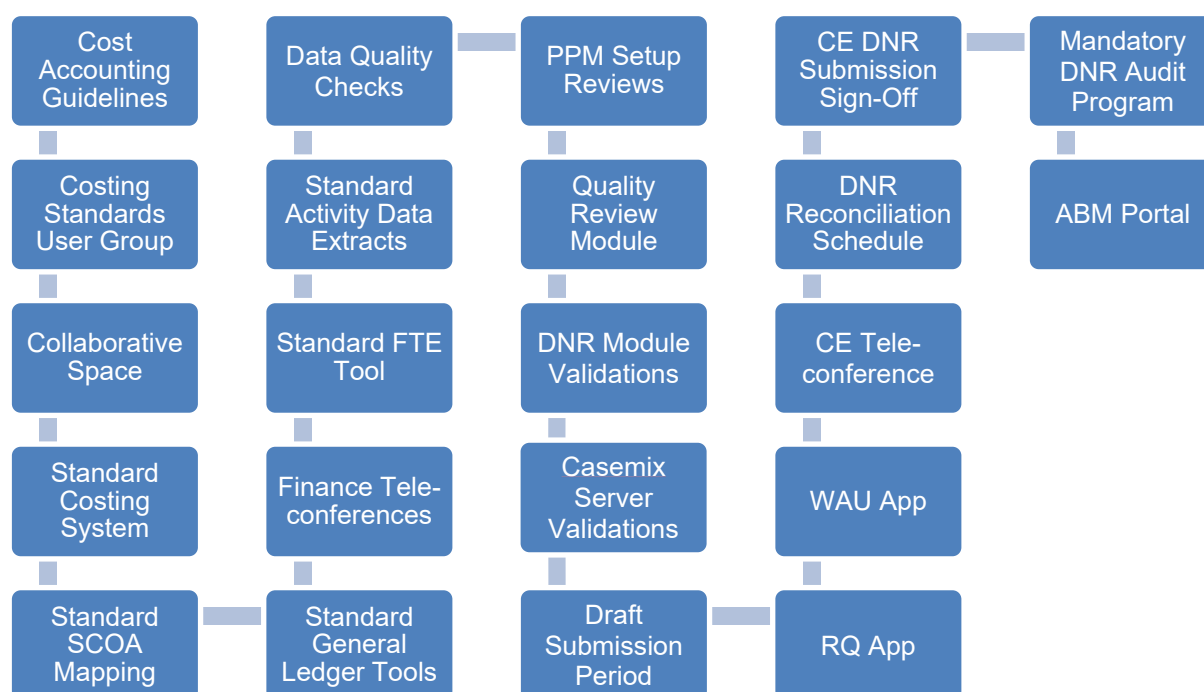 Cost
Accounting
Guidelines
Costing
Standards
User Group
Collaborative
Space
Standard
Costing
System
Standard
SCOA
Mapping
Standard
General
Ledger Tools
Finance Tele-
conferences
Standard FTE
Tool
Standard
Activity Data
Extracts
Data Quality
Checks
PPM Setup
Reviews
Quality
Review
Module
DNR Module
Validations
Casemix
Server
Validations
Draft
Submission
Period
RQ App
WAU App
CE Tele-
conference
DNR
Reconciliation
Schedule
CE DNR
Submission
Sign-Off
Mandatory
DNR Audit
Program
ABM Portal